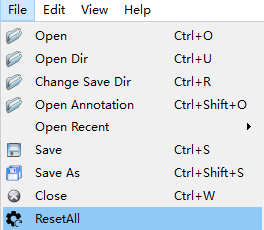 File Edit View Help
Open Ctrl+O
Open Dir Ctrl+U
Change Save Dir Ctrl+R
Open Annotation Ctrl+Shift+O
Open Recent
Save Ctrl+S
Save As Ctrl+Shift+S
Close Ctrl+W
ResetAll